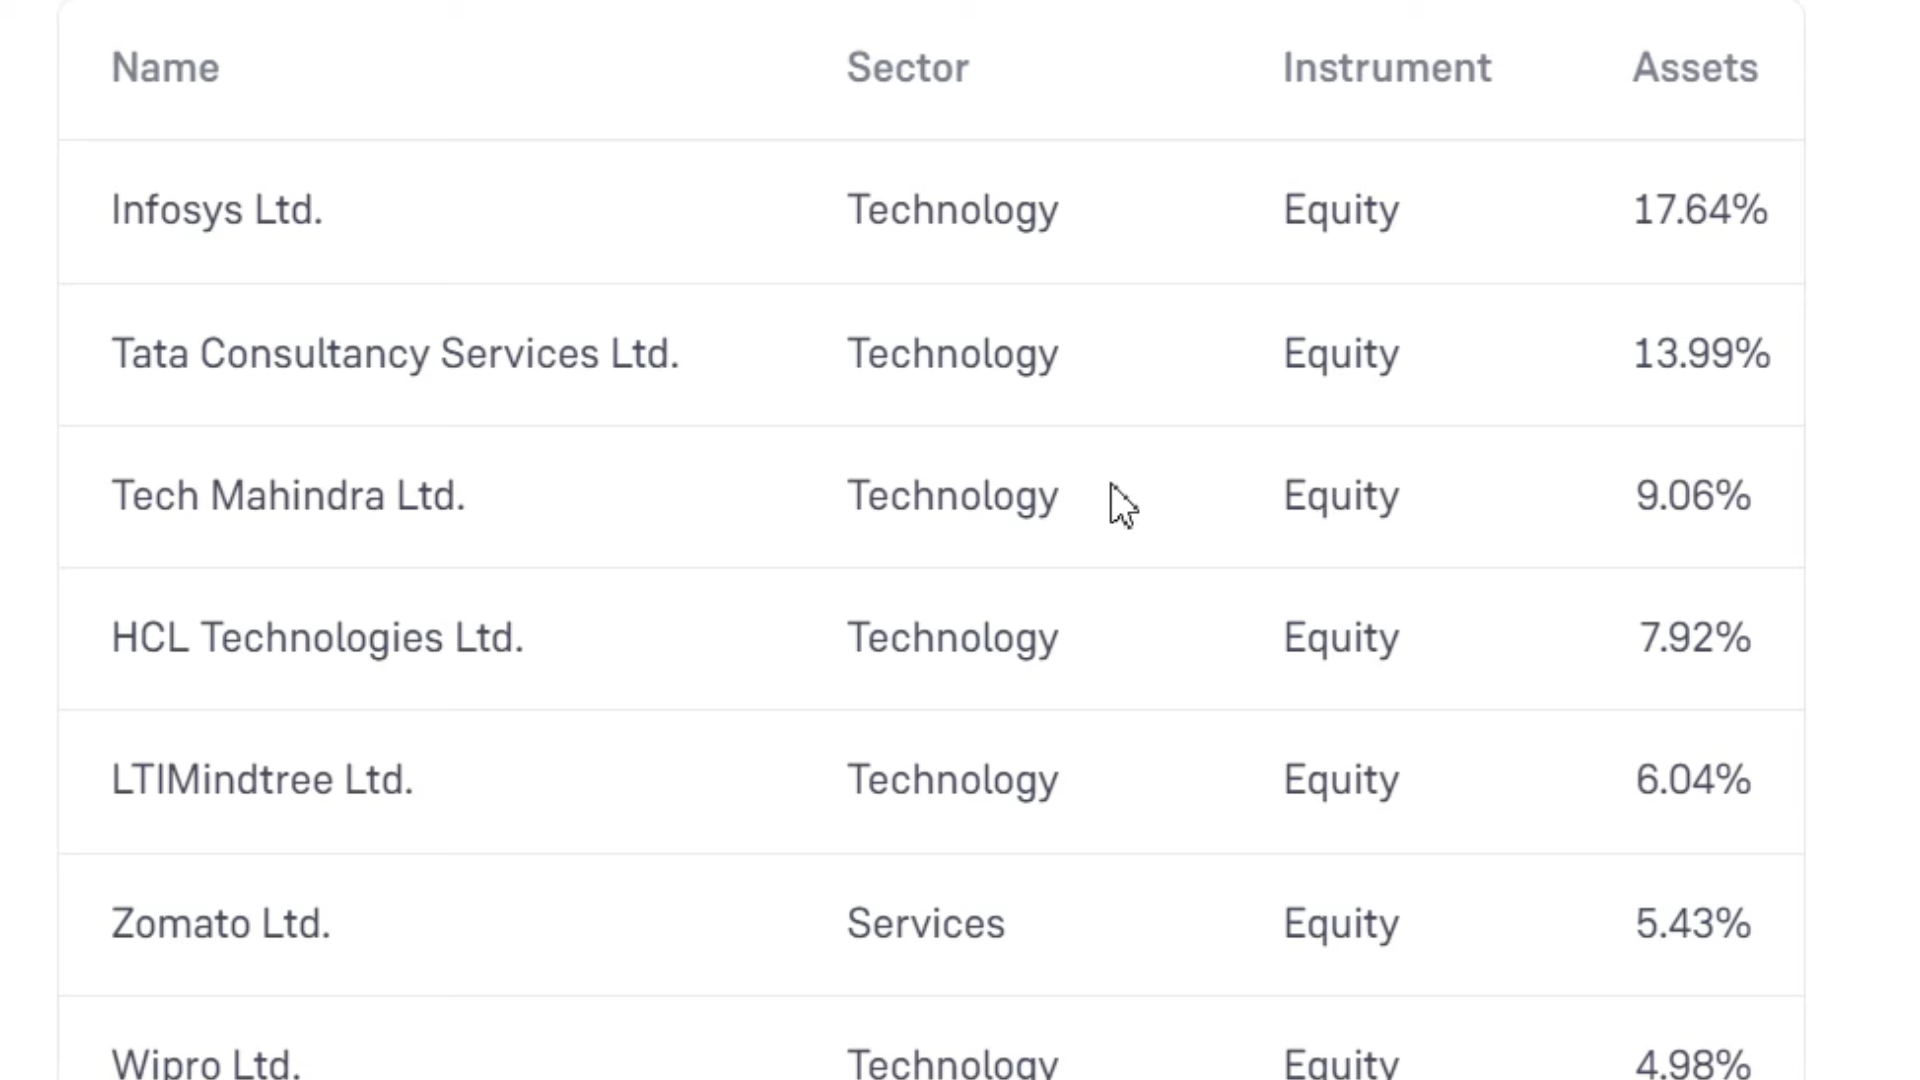 Name Sector Instrument Assets
Infosys Ltd. Technology Equity 17.64%
Tata Consultancy Services Ltd. Technology Equity 13.99%
Tech Mahindra Ltd. Technology Equity 9.06%
HCL Technologies Ltd. Technology Equity 7.92%
LTIMindtree Ltd. Technology Equity 6.04%
Zomato Ltd. Services Equity 5.43%
Wipro Ltd. Technology Equity 4.98%